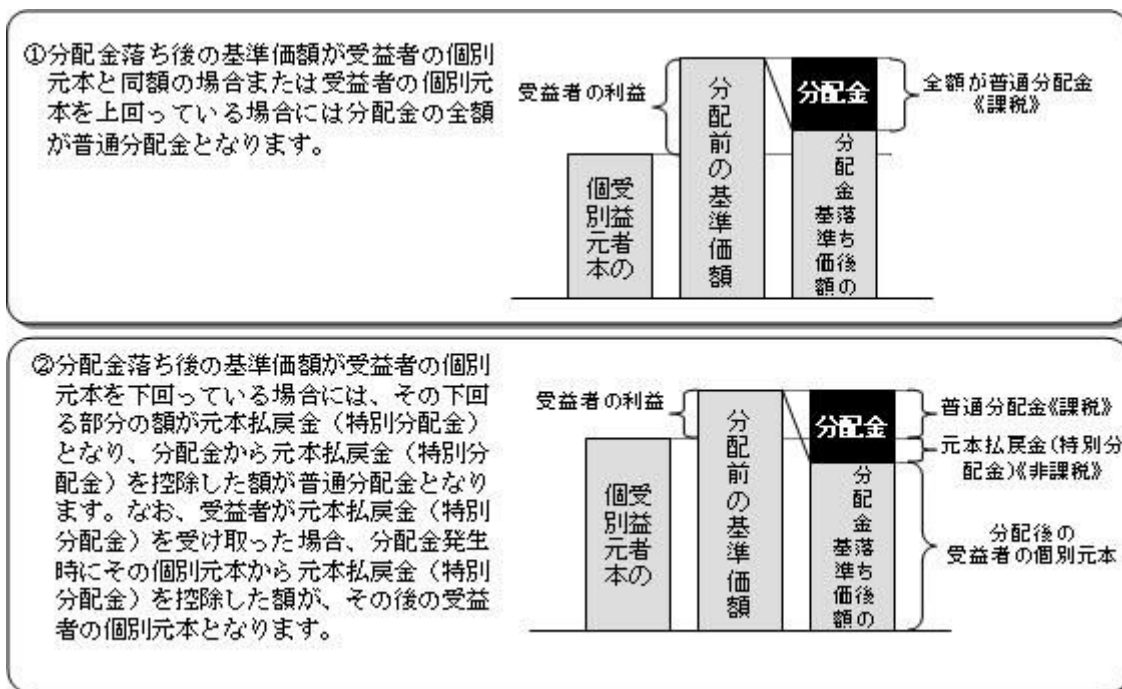 ①分配金落ち後の基準価額が受益者の個別
元本と同額の場合または受益者の個別元
本を上回っている場合には分配金の全額
が普通分配金となります。
受益者の利益
受益者の
個別元本
分配前の基準価額
分配金
分配金落ち後の
基準価額
全額が普通分配金
《課税》
②分配金落ち後の基準価額が受益者の個別
元本を下回っている場合には、その下回
る部分の額が元本払戻金（特別分配金）
となり、分配金から元本払戻金（特別分
配金）を控除した額が普通分配金となり
ます。なお、受益者が元本払戻金（特別
分配金）を受け取った場合、分配金発生
時にその個別元本から元本払戻金（特別
分配金）を控除した額が、その後の受益
者の個別元本となります。
受益者の利益
受益者の
個別元本
分配前の基準価額
分配金
分配金落ち後の
基準価額
普通分配金《課税》
元本払戻金(特別分
配金)《非課税》
分配後の
受益者の個別元本